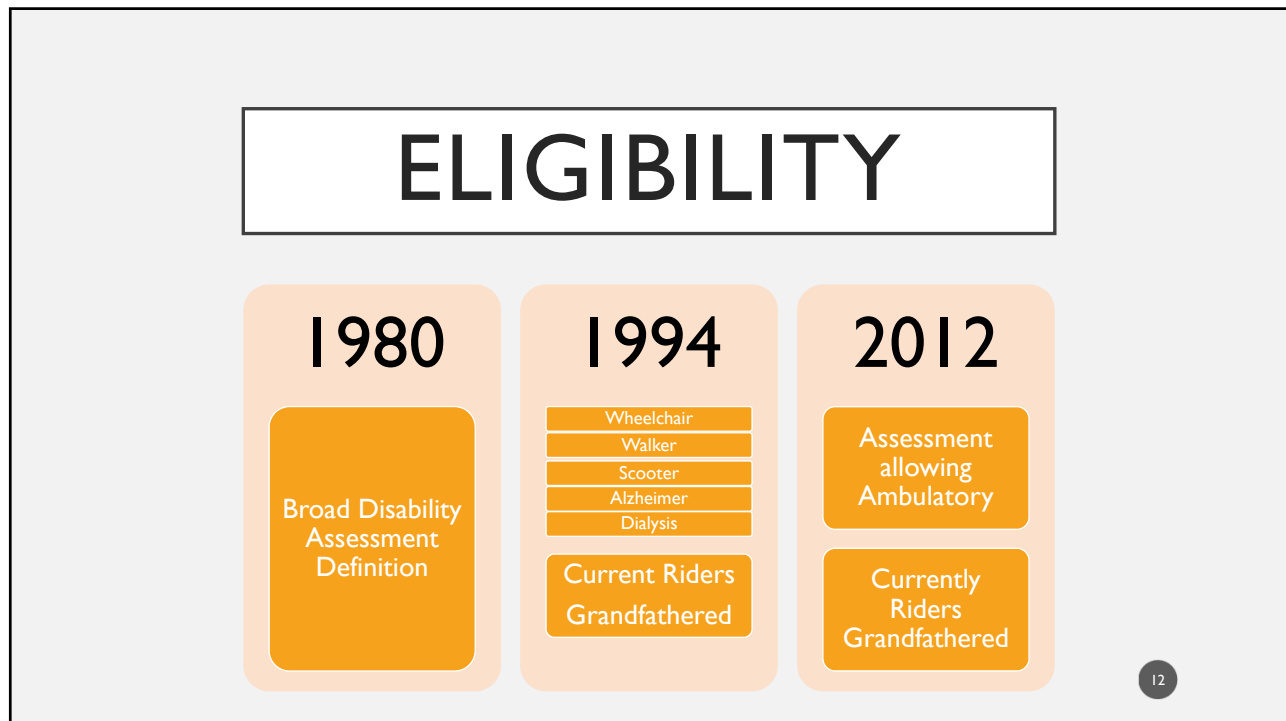 ELIGIBILITY
1980
Broad Disability
Assessment
Definition
1994
Wheelchair
Walker
Scooter
Alzheimer
Dialysis
Current Riders
Grandfathered
2012
Assessment
allowing
Ambulatory
Currently
Riders
Grandfathered
12